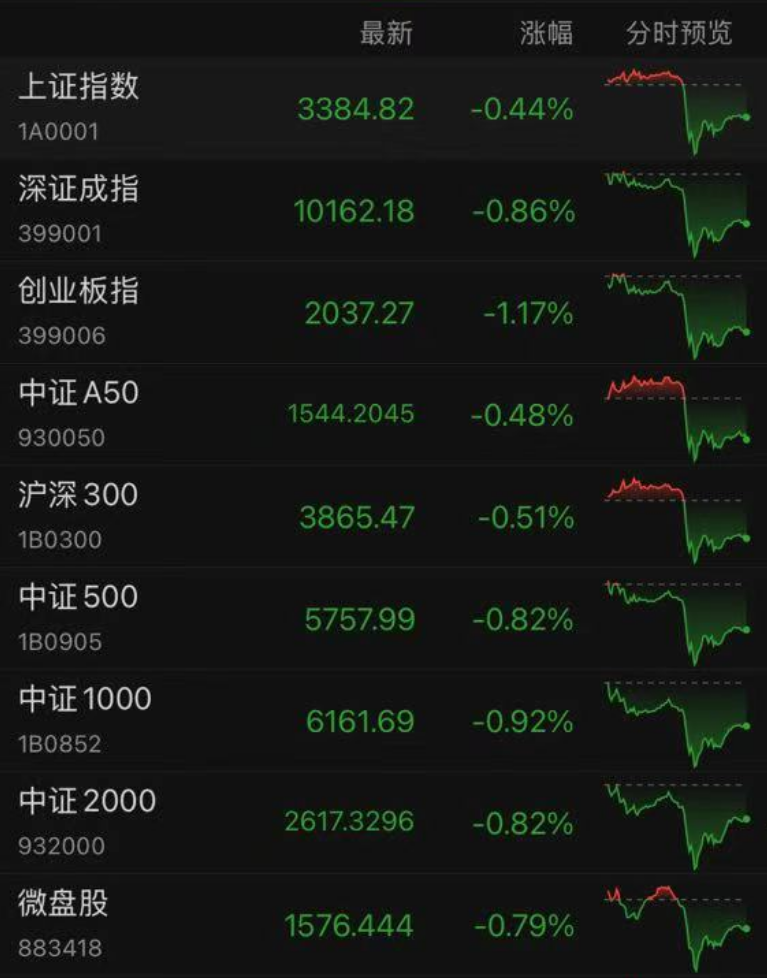 最新 涨幅 分时预览
上证指数 3384.82 -0.44%
1A0001
深证成指 10162.18 -0.86%
399001
创业板指 2037.27 -1.17%
399006
中证A50 1544.2045 -0.48%
930050
沪深300 3865.47 -0.51%
1B0300
中证500 5757.99 -0.82%
1B0905
中证1000 6161.69 -0.92%
1B0852
中证2000 2617.3296 -0.82%
932000
微盘股 1576.444 -0.79%
883418